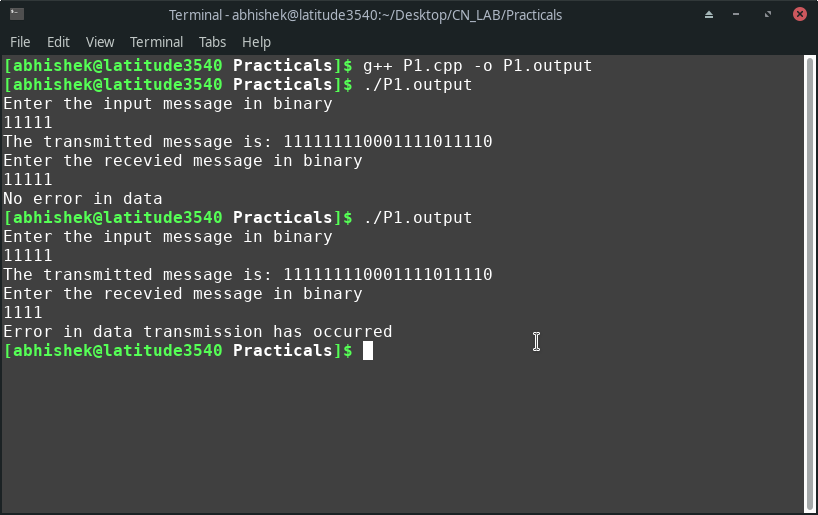 Terminal - abhishek@latitude3540:~/Desktop/CN_LAB/Practicals
File Edit View Terminal Tabs Help
[abhishek@latitude3540 Practicals]$ g++ P1.cpp -o P1.output
[abhishek@latitude3540 Practicals]$ ./P1.output
Enter the input message in binary
11111
The transmitted message is: 111111110001111011110
Enter the recevied message in binary
11111
No error in data
[abhishek@latitude3540 Practicals]$ ./P1.output
Enter the input message in binary
11111
The transmitted message is: 111111110001111011110
Enter the recevied message in binary
1111
Error in data transmission has occurred
[abhishek@latitude3540 Practicals]$